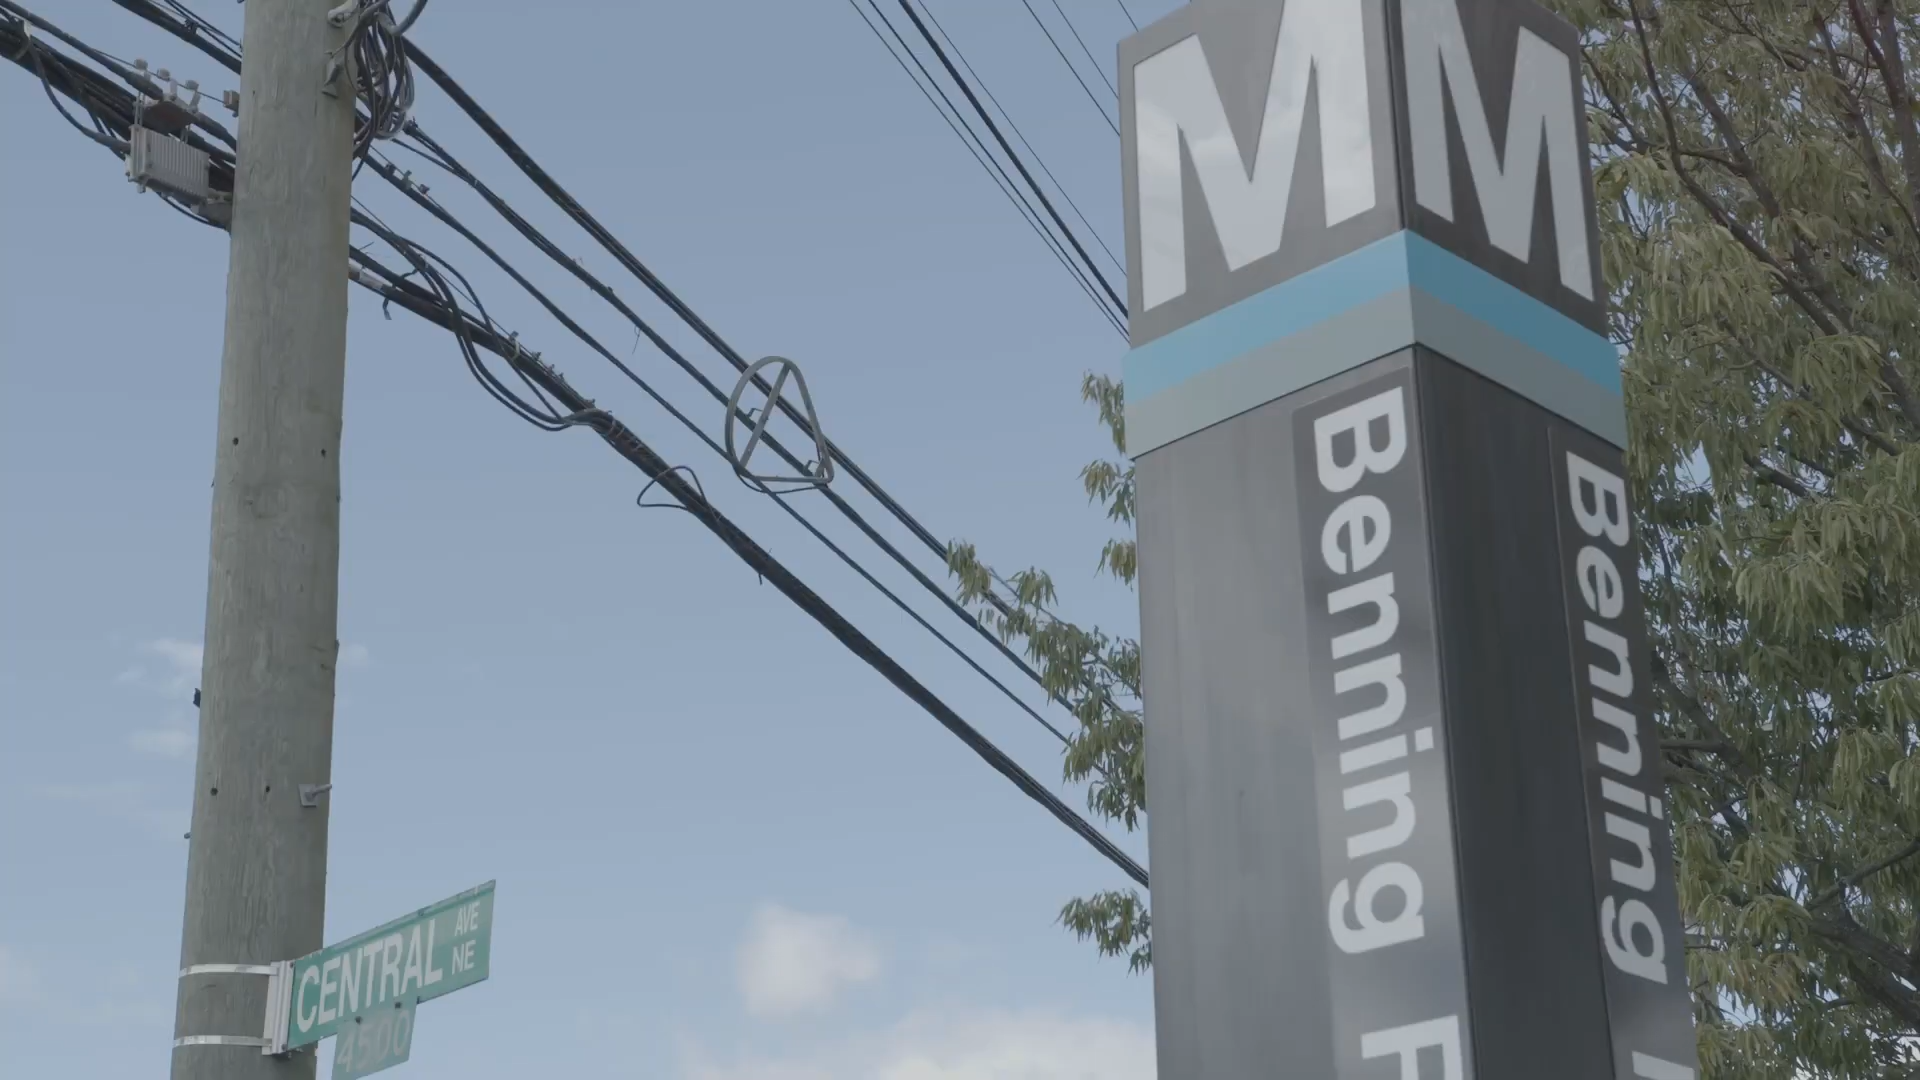 M M
Benning R
Benning
CENTRAL AVE NE
4500